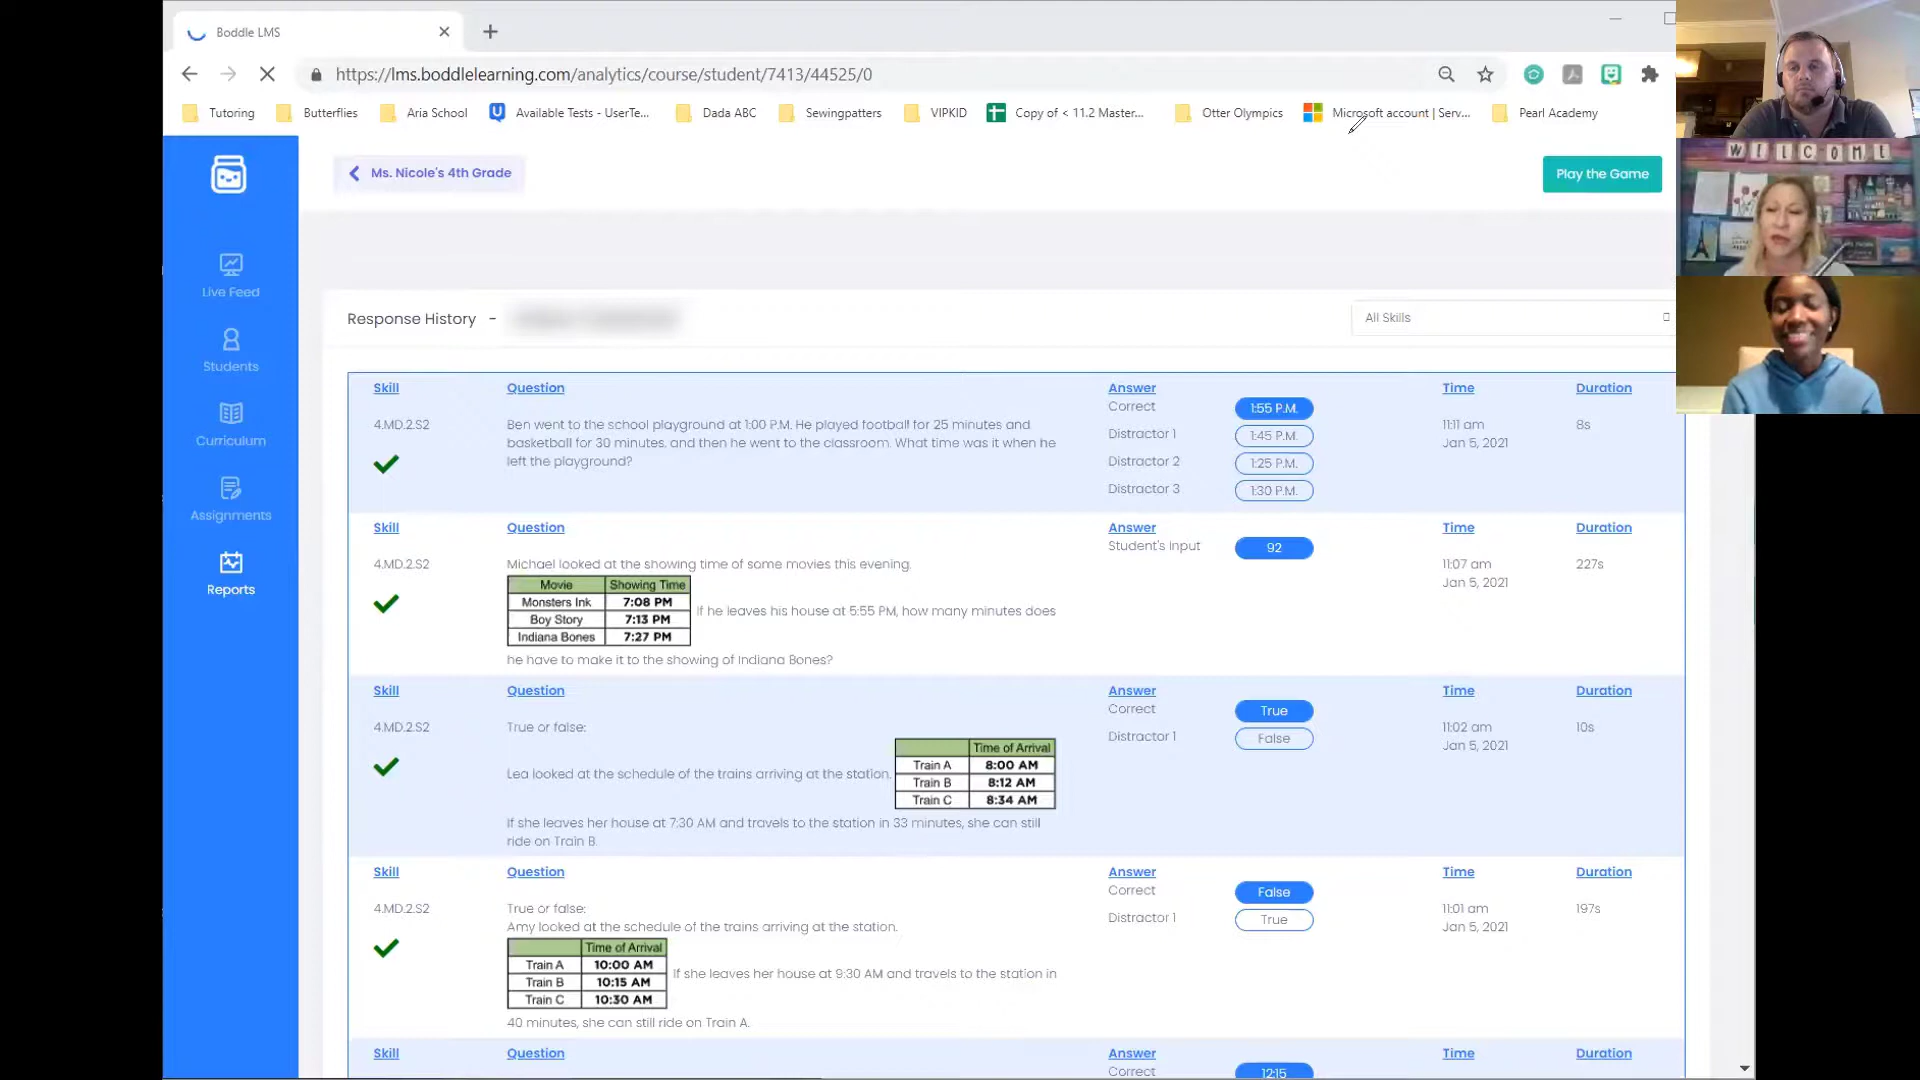 Boddle LMS
https://lms.boddlelearning.com/analytics/course/student/7413/44525/0
Tutoring
Butterflies
Aria School
Available Tests - UserTe...
Dada ABC
Sewingpatters
VIPKID
Copy of < 11.2 Master...
Otter Olympics
Microsoft account | Serv...
Pearl Academy
WELCOME
Ms. Nicole's 4th Grade
Play the Game
Live Feed
Students
Curriculum
Assignments
Reports
Response History -
All Skills
Skill Question Answer Time Duration
4.MD.2.S2
Ben went to the school playground at 1:00 P.M. He played football for 25 minutes and
basketball for 30 minutes, and then he went to the classroom. What time was it when he
left the playground?
Correct 1:55 P.M.
Distractor 1 1:45 P.M.
Distractor 2 1:25 P.M.
Distractor 3 1:30 P.M.
11:11 am
Jan 5, 2021
8s
Skill Question Answer Time Duration
4.MD.2.S2
Michael looked at the showing time of some movies this evening.
Movie Showing Time
Monsters Ink 7:08 PM
Boy Story 7:13 PM
Indiana Bones 7:27 PM
If he leaves his house at 5:55 PM, how many minutes does
he have to make it to the showing of Indiana Bones?
Student's Input 92
11:07 am
Jan 5, 2021
227s
Skill Question Answer Time Duration
4.MD.2.S2
True or false:
Lea looked at the schedule of the trains arriving at the station.
Time of Arrival
Train A 8:00 AM
Train B 8:12 AM
Train C 8:34 AM
If she leaves her house at 7:30 AM and travels to the station in 33 minutes, she can still
ride on Train B.
Correct True
Distractor 1 False
11:02 am
Jan 5, 2021
10s
Skill Question Answer Time Duration
4.MD.2.S2
True or false:
Amy looked at the schedule of the trains arriving at the station.
Time of Arrival
Train A 10:00 AM
Train B 10:15 AM
Train C 10:30 AM
If she leaves her house at 9:30 AM and travels to the station in
40 minutes, she can still ride on Train A.
Correct False
Distractor 1 True
11:01 am
Jan 5, 2021
197s
Skill Question Answer Time Duration
Correct 12:15